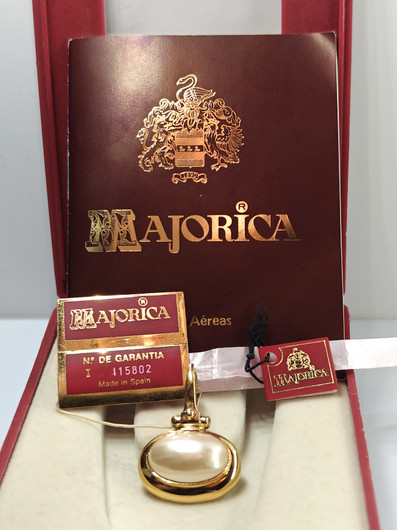 MAJORICA®
Aéreas
MAJORICA®
Nº DE GARANTIA
I 115802
Made in Spain
MAJORICA